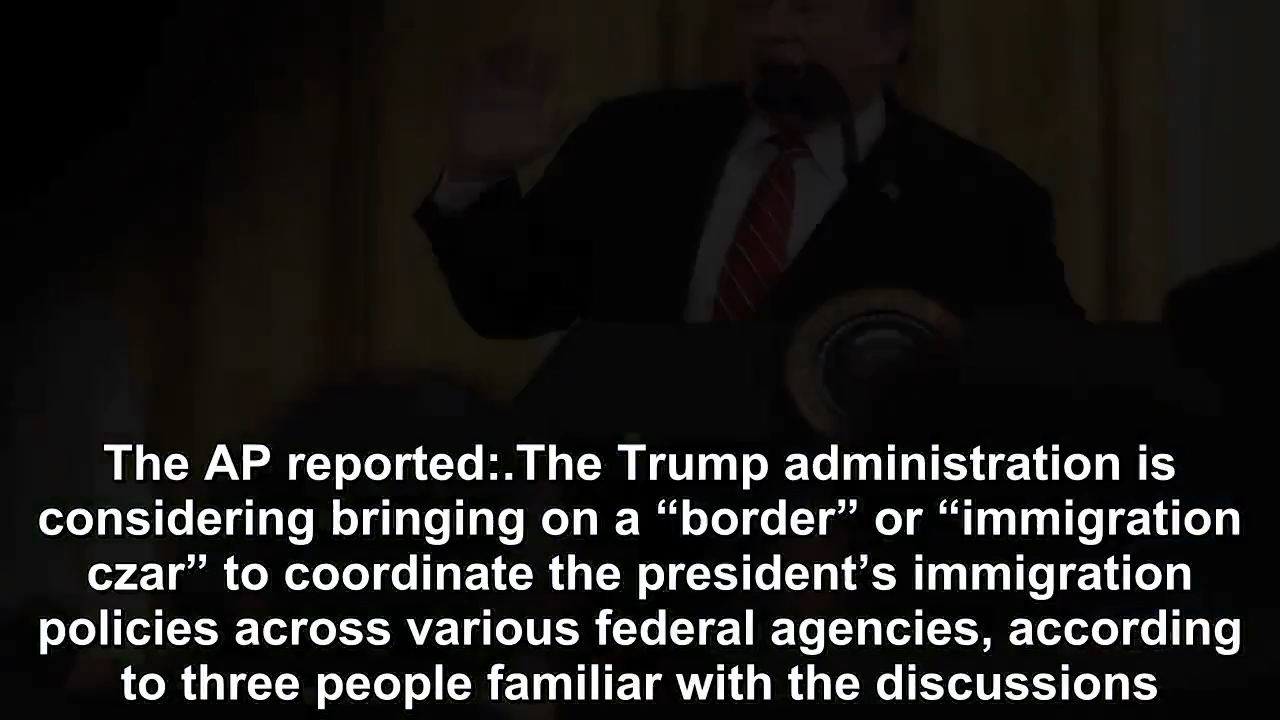 The AP reported:.The Trump administration is
considering bringing on a “border” or “immigration
czar” to coordinate the president’s immigration
policies across various federal agencies, according
to three people familiar with the discussions